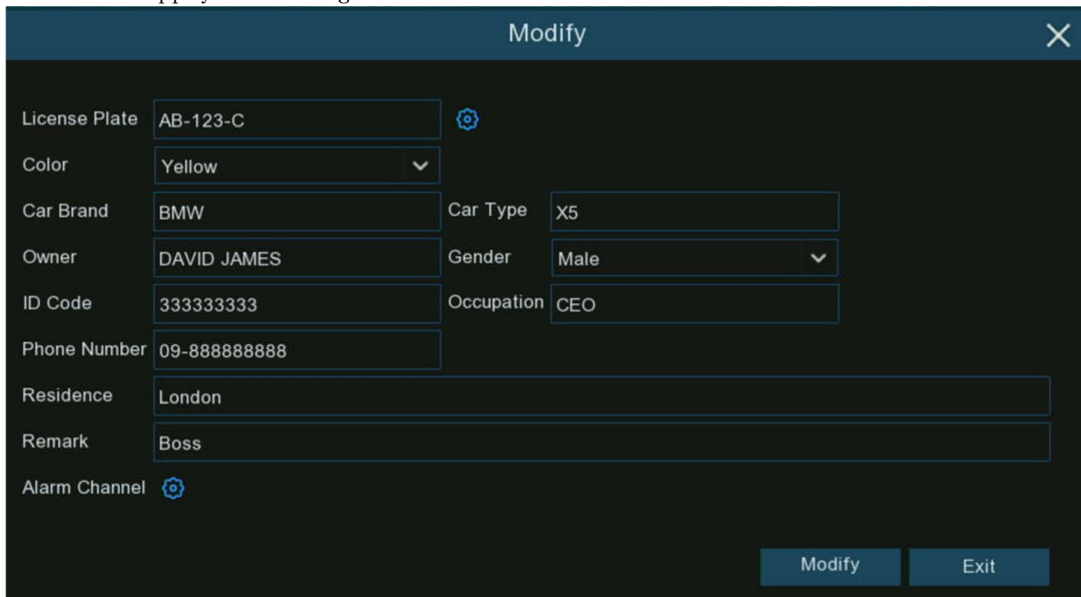 Modify
License Plate AB-123-C
Color Yellow
Car Brand BMW Car Type X5
Owner DAVID JAMES Gender Male
ID Code 333333333 Occupation CEO
Phone Number 09-888888888
Residence London
Remark Boss
Alarm Channel
Modify Exit